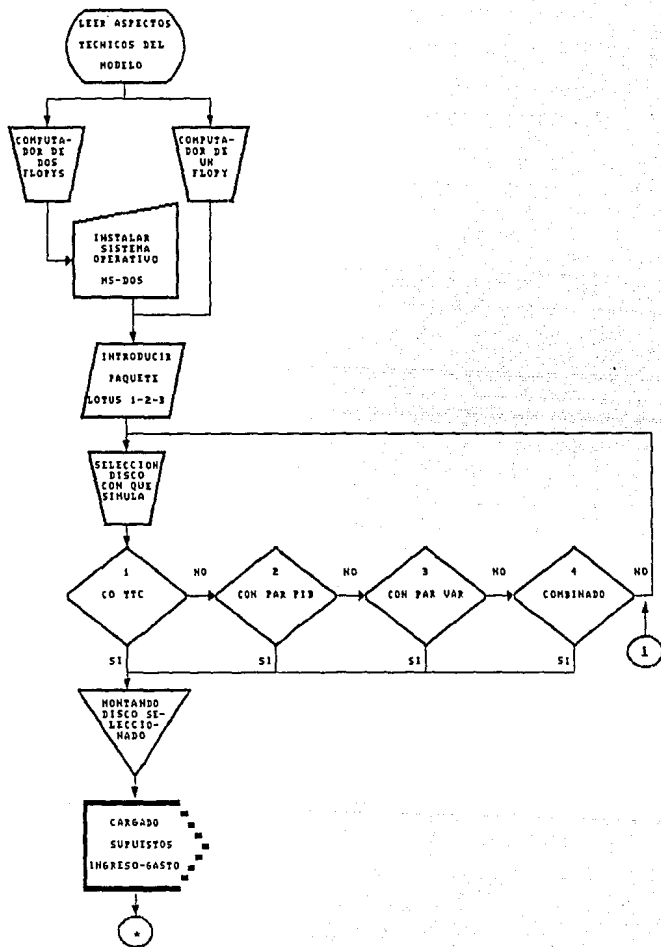 LEER ASPECTOS
TECNICOS DEL
MODELO
COMPUTA-
DOR DE
DOS
FLOPYS
COMPUTA-
DOR DE
UN
FLOPY
INSTALAR
SISTEMA
OPERATIVO
MS-DOS
INTRODUCIR
PAQUETE
LOTUS 1-2-3
SELECCION
DISCO
CON QUE
SIMULA
1
CO TTC
NO
2
CON PAR PIB
NO
3
CON PAR VAR
NO
4
COMBINADO
NO
1
SI
SI
SI
SI
MONTANDO
DISCO SE-
LECCIO-
NADO
CARGADO
SUPUISTOS
INGRESO-GASTO
*